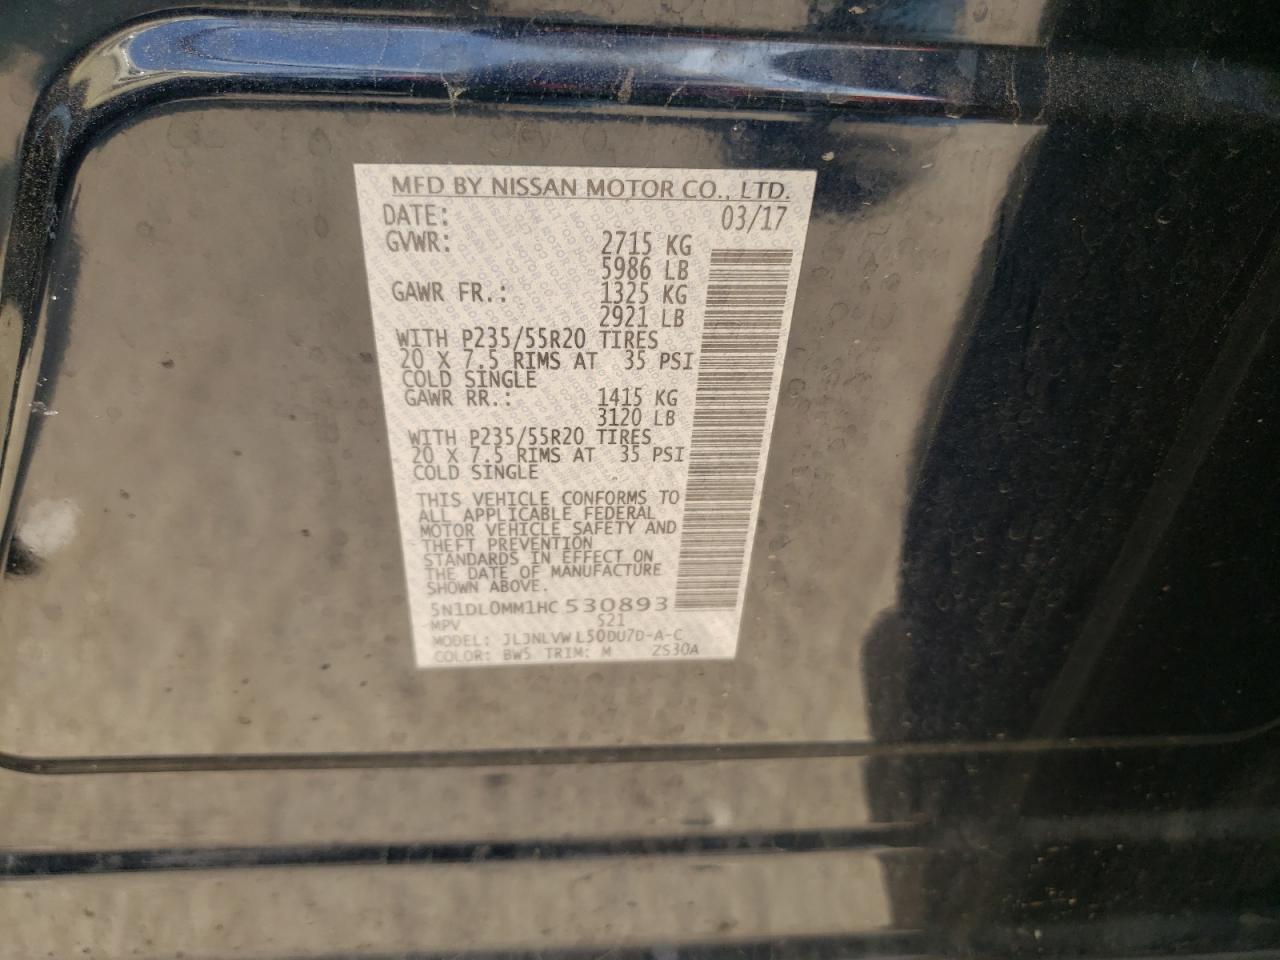 MFD BY NISSAN MOTOR CO., LTD.
DATE: 03/17
GVWR: 2715 KG
5986 LB
GAWR FR.: 1325 KG
2921 LB
WITH P235/55R20 TIRES
20 X 7.5 RIMS AT 35 PSI
COLD SINGLE
GAWR RR.: 1415 KG
3120 LB
WITH P235/55R20 TIRES
20 X 7.5 RIMS AT 35 PSI
COLD SINGLE
THIS VEHICLE CONFORMS TO
ALL APPLICABLE FEDERAL
MOTOR VEHICLE SAFETY AND
THEFT PREVENTION
STANDARDS IN EFFECT ON
THE DATE OF MANUFACTURE
SHOWN ABOVE.
5N1DL0MM1HC530893
MPV S21
MODEL: JLJNLVWL50DU7D-A-C
COLOR: BW5 TRIM: M ZS30A